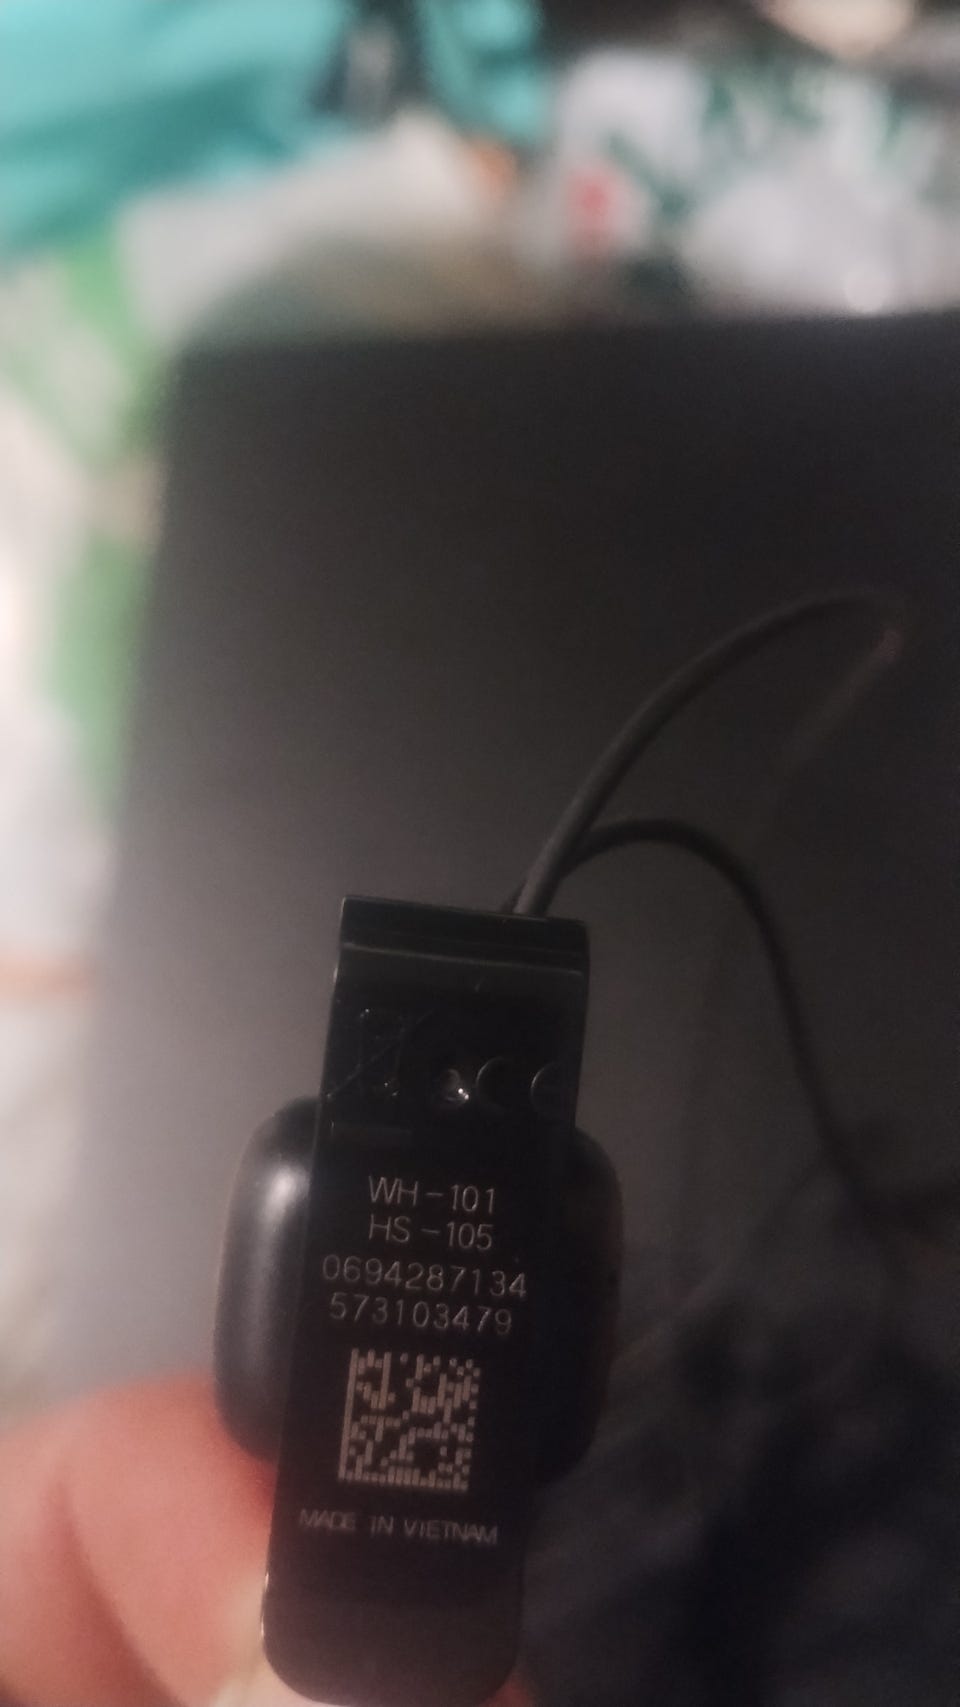 WH-101
HS-105
0694287134
573103479
MADE IN VIETNAM